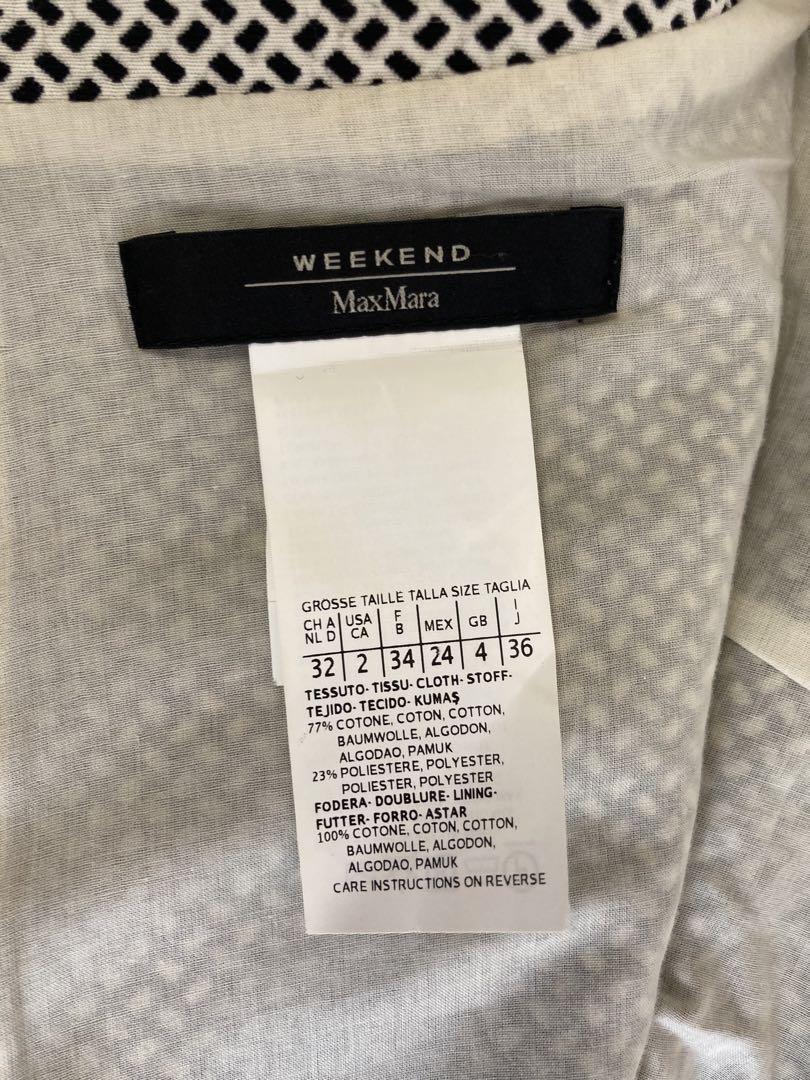 WEEKEND
MaxMara
GROSSE TAILLE TALLA SIZE TAGLIA
CH A USA F MEX GB I
NL D CA B J
32 2 34 24 4 36
TESSUTO- TISSU- CLOTH- STOFF-
TEJIDO- TECIDO- KUMAŞ
77% COTONE, COTON, COTTON,
BAUMWOLLE, ALGODON,
ALGODAO, PAMUK
23% POLIESTERE, POLYESTER,
POLIESTER, POLYESTER
FODERA- DOUBLURE- LINING-
FUTTER- FORRO- ASTAR
100% COTONE, COTON, COTTON,
BAUMWOLLE, ALGODON,
ALGODAO, PAMUK
CARE INSTRUCTIONS ON REVERSE